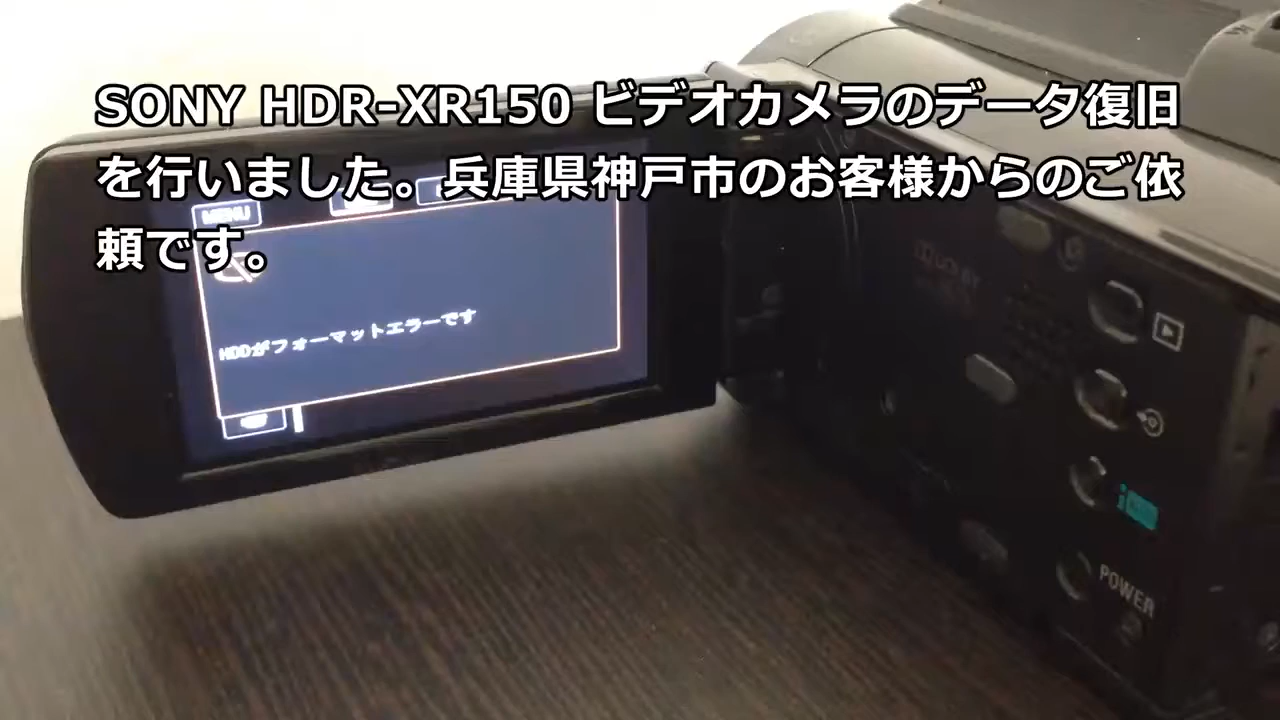 SONY HDR-XR150 ビデオカメラのデータ復旧
を行いました。兵庫県神戸市のお客様からのご依
頼です。
MENU
HDDがフォーマットエラーです
POWER